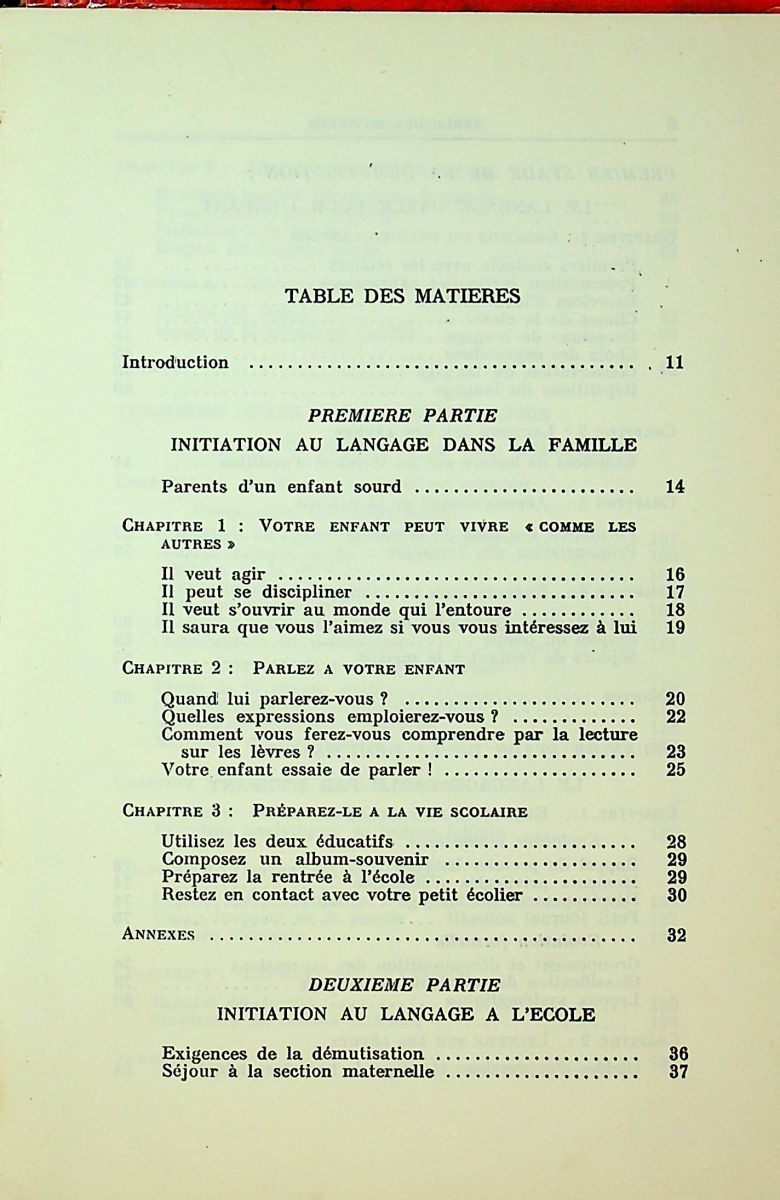 TABLE DES MATIERES
Introduction ........................................ 11
PREMIERE PARTIE
INITIATION AU LANGAGE DANS LA FAMILLE
Parents d'un enfant sourd ....................... 14
CHAPITRE 1 : VOTRE ENFANT PEUT VIVRE « COMME LES
AUTRES »
Il veut agir ..................................... 16
Il peut se discipliner ............................ 17
Il veut s'ouvrir au monde qui l'entoure ............ 18
Il saura que vous l'aimez si vous vous intéressez à lui 19
CHAPITRE 2 : PARLEZ A VOTRE ENFANT
Quand lui parlerez-vous ? ........................ 20
Quelles expressions emploierez-vous ? ............. 22
Comment vous ferez-vous comprendre par la lecture
sur les lèvres ? ................................ 23
Votre enfant essaie de parler ! .................... 25
CHAPITRE 3 : PRÉPAREZ-LE A LA VIE SCOLAIRE
Utilisez les deux éducatifs ........................ 28
Composez un album-souvenir .................... 29
Préparez la rentrée à l'école ...................... 29
Restez en contact avec votre petit écolier ........... 30
ANNEXES ............................................ 32
DEUXIEME PARTIE
INITIATION AU LANGAGE A L'ECOLE
Exigences de la démutisation ..................... 36
Séjour à la section maternelle .................... 37